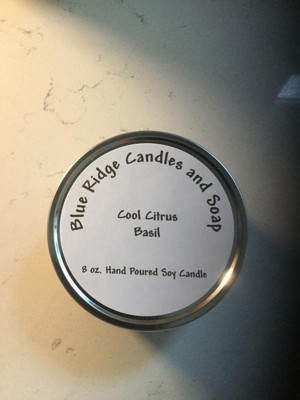 Blue Ridge Candles and Soap
Cool Citrus
Basil
8 oz. Hand Poured Soy Candle